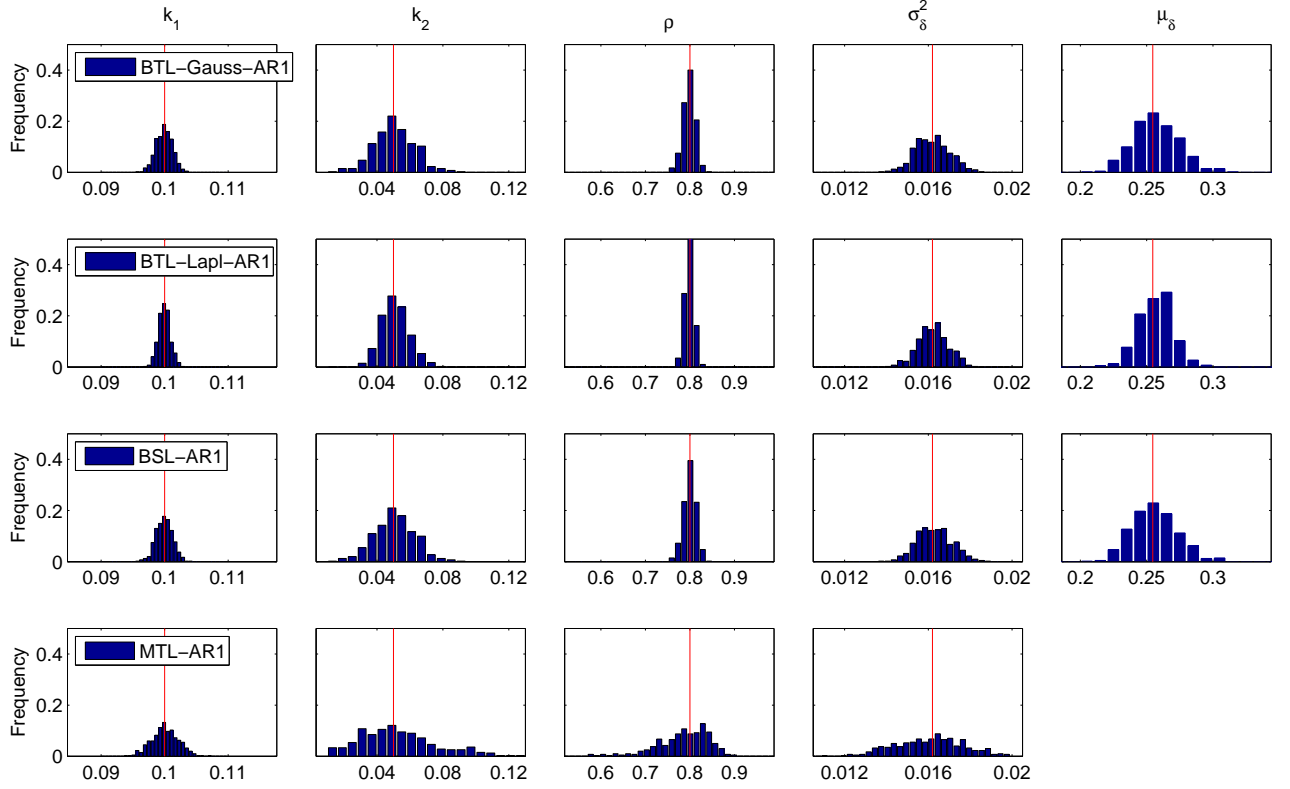 k₁ k₂ ρ σ²_δ μ_δ
0.4 BTL−Gauss−AR1
0.2
0
Frequency
0.09 0.1 0.11 0.04 0.08 0.12 0.6 0.7 0.8 0.9 0.012 0.016 0.02 0.2 0.25 0.3
0.4 BTL−Lapl−AR1
0.2
0
Frequency
0.09 0.1 0.11 0.04 0.08 0.12 0.6 0.7 0.8 0.9 0.012 0.016 0.02 0.2 0.25 0.3
0.4 BSL−AR1
0.2
0
Frequency
0.09 0.1 0.11 0.04 0.08 0.12 0.6 0.7 0.8 0.9 0.012 0.016 0.02 0.2 0.25 0.3
0.4 MTL−AR1
0.2
0
Frequency
0.09 0.1 0.11 0.04 0.08 0.12 0.6 0.7 0.8 0.9 0.012 0.016 0.02